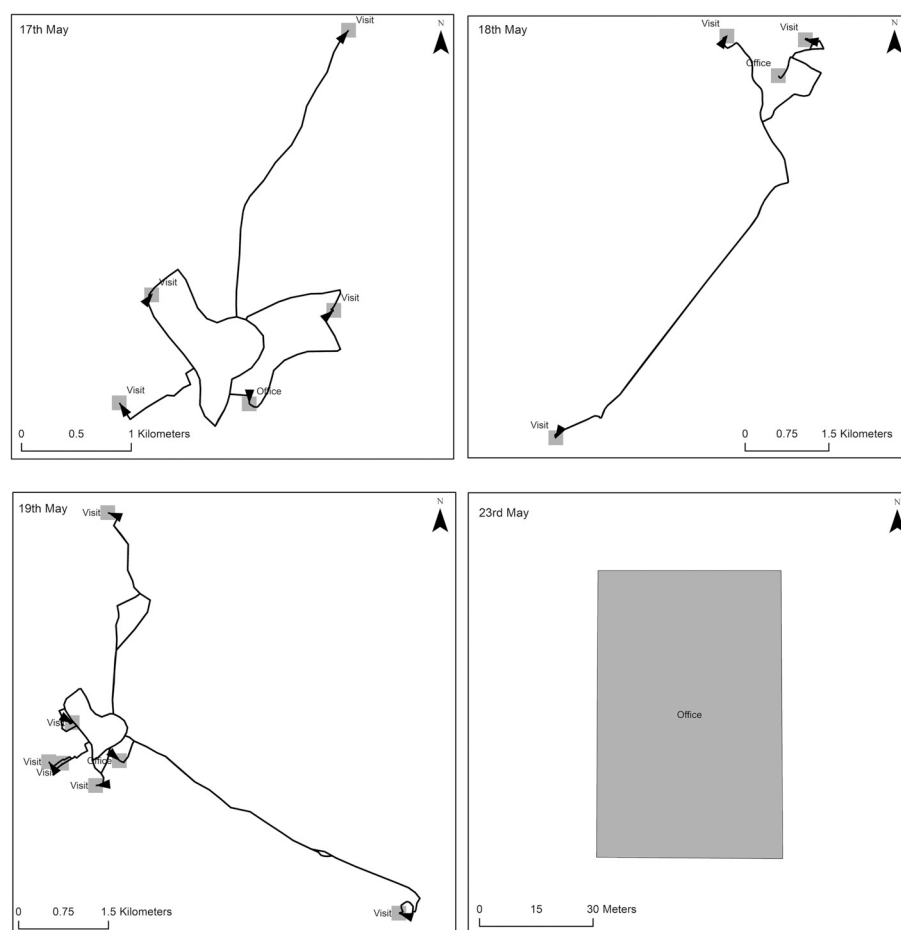 17th May
Visit
N
Visit
Visit
Visit
Office
0 0.5 1 Kilometers
18th May
Visit
Visit
N
Office
Visit
0 0.75 1.5 Kilometers
19th May
Visit
N
Visit
Visit
Visit
Office
Visit
Visit
0 0.75 1.5 Kilometers
23rd May
N
Office
0 15 30 Meters